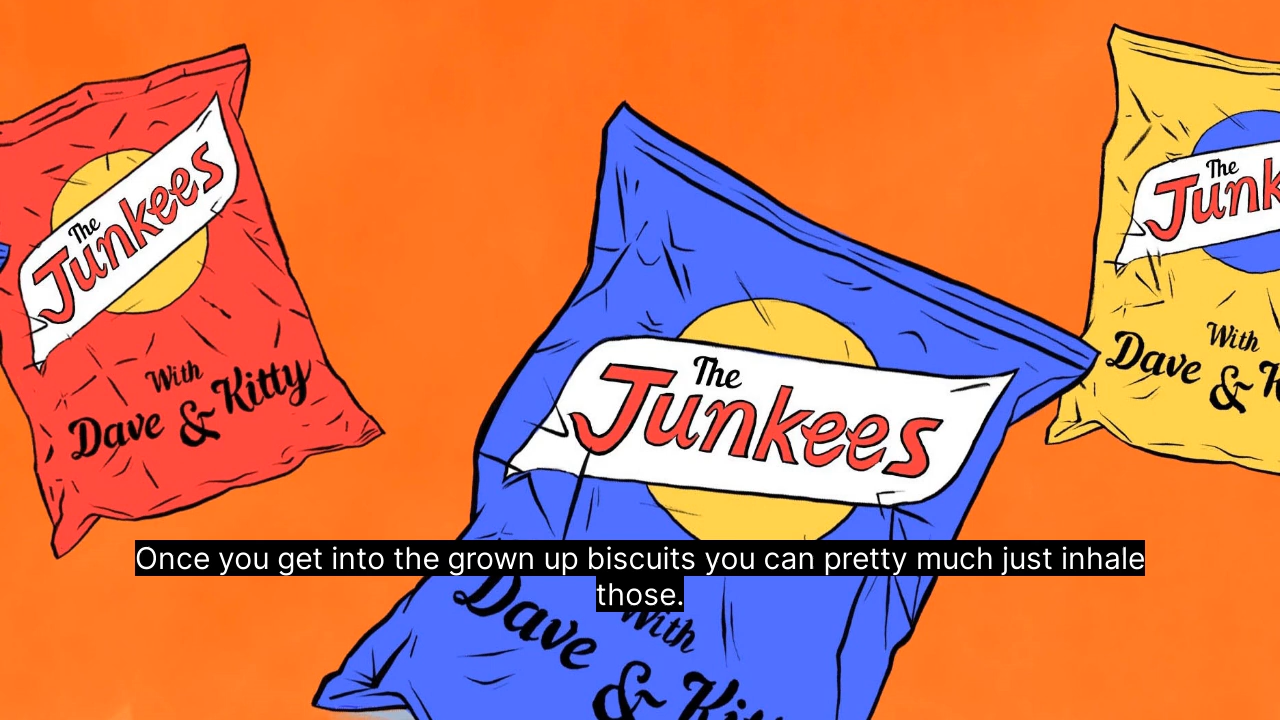 The
Junkees
With
Dave & Kitty
The
Junkees
With
Dave &
The
Junk
With
Dave &
Once you get into the grown up biscuits you can pretty much just inhale
those.